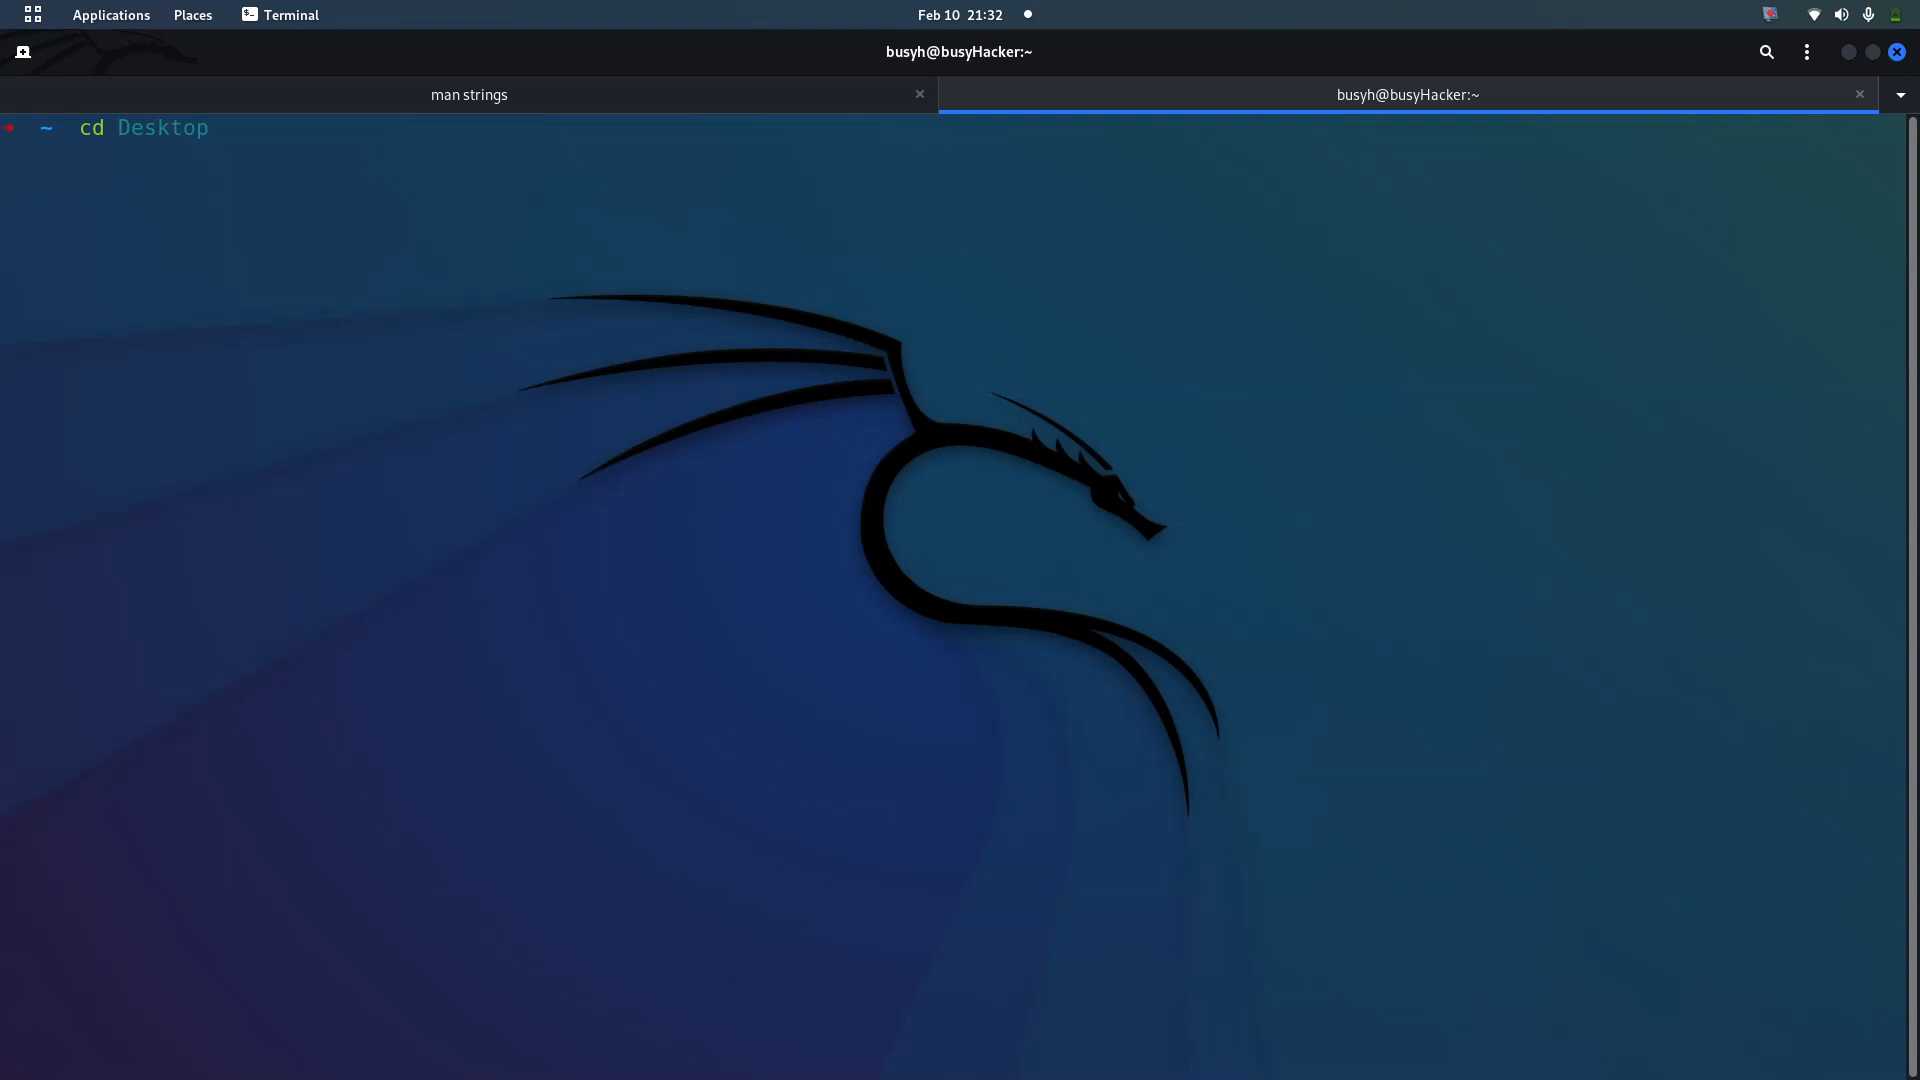 Applications Places Terminal Feb 10 21:32
busyh@busyHacker:~
man strings busyh@busyHacker:~
➜ ~ cd Desktop